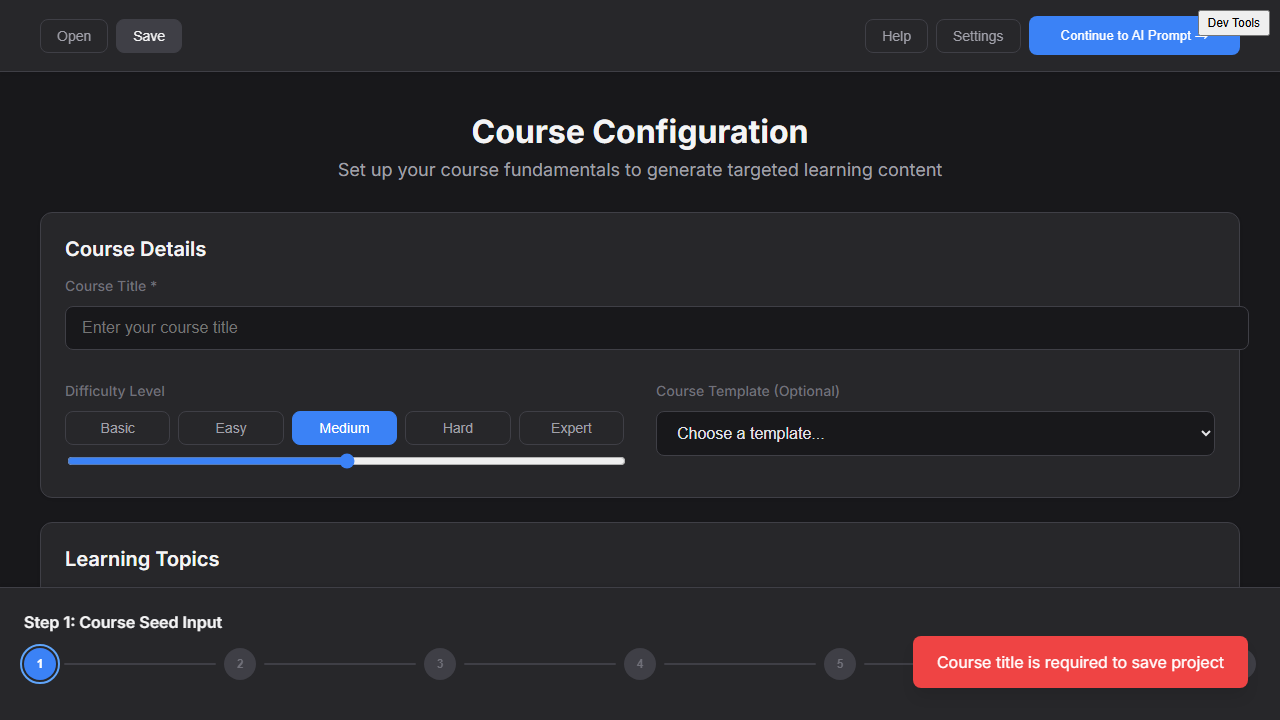 Open
Save
Help
Settings
Continue to AI Prompt →
Dev Tools
Course Configuration
Set up your course fundamentals to generate targeted learning content
Course Details
Course Title *
Enter your course title
Difficulty Level
Course Template (Optional)
Basic
Easy
Medium
Hard
Expert
Choose a template...
Learning Topics
Step 1: Course Seed Input
1
2
3
4
5
Course title is required to save project